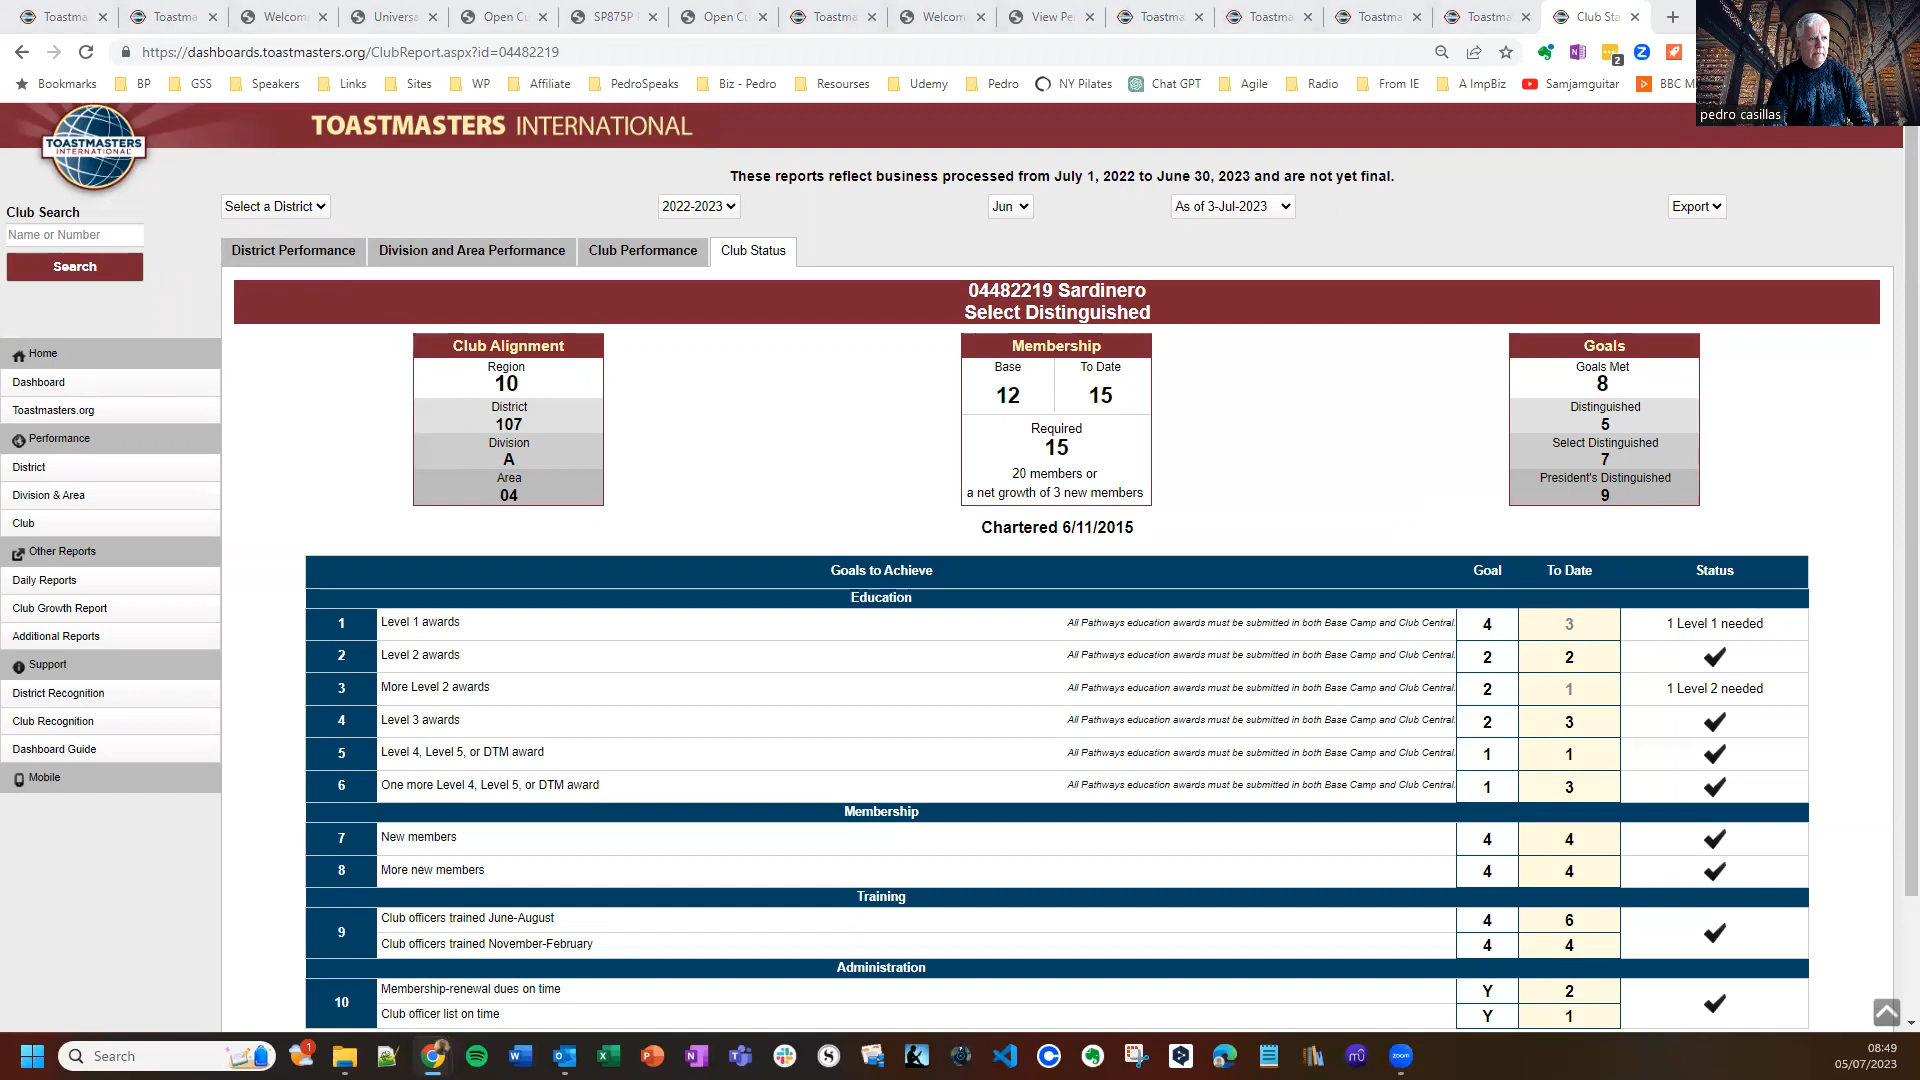 Toastma
Toastma
Welcom
Universa
Open Cu
SP875P F
Open Cu
Toastma
Welcom
View Pe
Toastma
Toastma
Toastma
Toastma
Club Sta
https://dashboards.toastmasters.org/ClubReport.aspx?id=04482219
2
Bookmarks BP GSS Speakers Links Sites WP Affiliate PedroSpeaks Biz - Pedro Resources Udemy Pedro NY Pilates Chat GPT Agile Radio From IE A ImpBiz Samjamguitar BBC M
pedro casillas
TOASTMASTERS INTERNATIONAL
TOASTMASTERS
INTERNATIONAL
These reports reflect business processed from July 1, 2022 to June 30, 2023 and are not yet final.
Select a District 2022-2023 Jun As of 3-Jul-2023 Export
Club Search
Name or Number
Search
District Performance Division and Area Performance Club Performance Club Status
04482219 Sardinero
Select Distinguished
Club Alignment
Region
10
District
107
Division
A
Area
04
Membership
Base To Date
12 15
Required
15
20 members or
a net growth of 3 new members
Goals
Goals Met
8
Distinguished
5
Select Distinguished
7
President's Distinguished
9
Chartered 6/11/2015
Home
Dashboard
Toastmasters.org
Performance
District
Division & Area
Club
Other Reports
Daily Reports
Club Growth Report
Additional Reports
Support
District Recognition
Club Recognition
Dashboard Guide
Mobile
Goals to Achieve Goal To Date Status
Education
1 Level 1 awards All Pathways education awards must be submitted in both Base Camp and Club Central. 4 3 1 Level 1 needed
2 Level 2 awards All Pathways education awards must be submitted in both Base Camp and Club Central. 2 2
3 More Level 2 awards All Pathways education awards must be submitted in both Base Camp and Club Central. 2 1 1 Level 2 needed
4 Level 3 awards All Pathways education awards must be submitted in both Base Camp and Club Central. 2 3
5 Level 4, Level 5, or DTM award All Pathways education awards must be submitted in both Base Camp and Club Central. 1 1
6 One more Level 4, Level 5, or DTM award All Pathways education awards must be submitted in both Base Camp and Club Central. 1 3
Membership
7 New members 4 4
8 More new members 4 4
Training
9 Club officers trained June-August 4 6
Club officers trained November-February 4 4
Administration
10 Membership-renewal dues on time Y 2
Club officer list on time Y 1
Search
1
zoom
08:49
05/07/2023